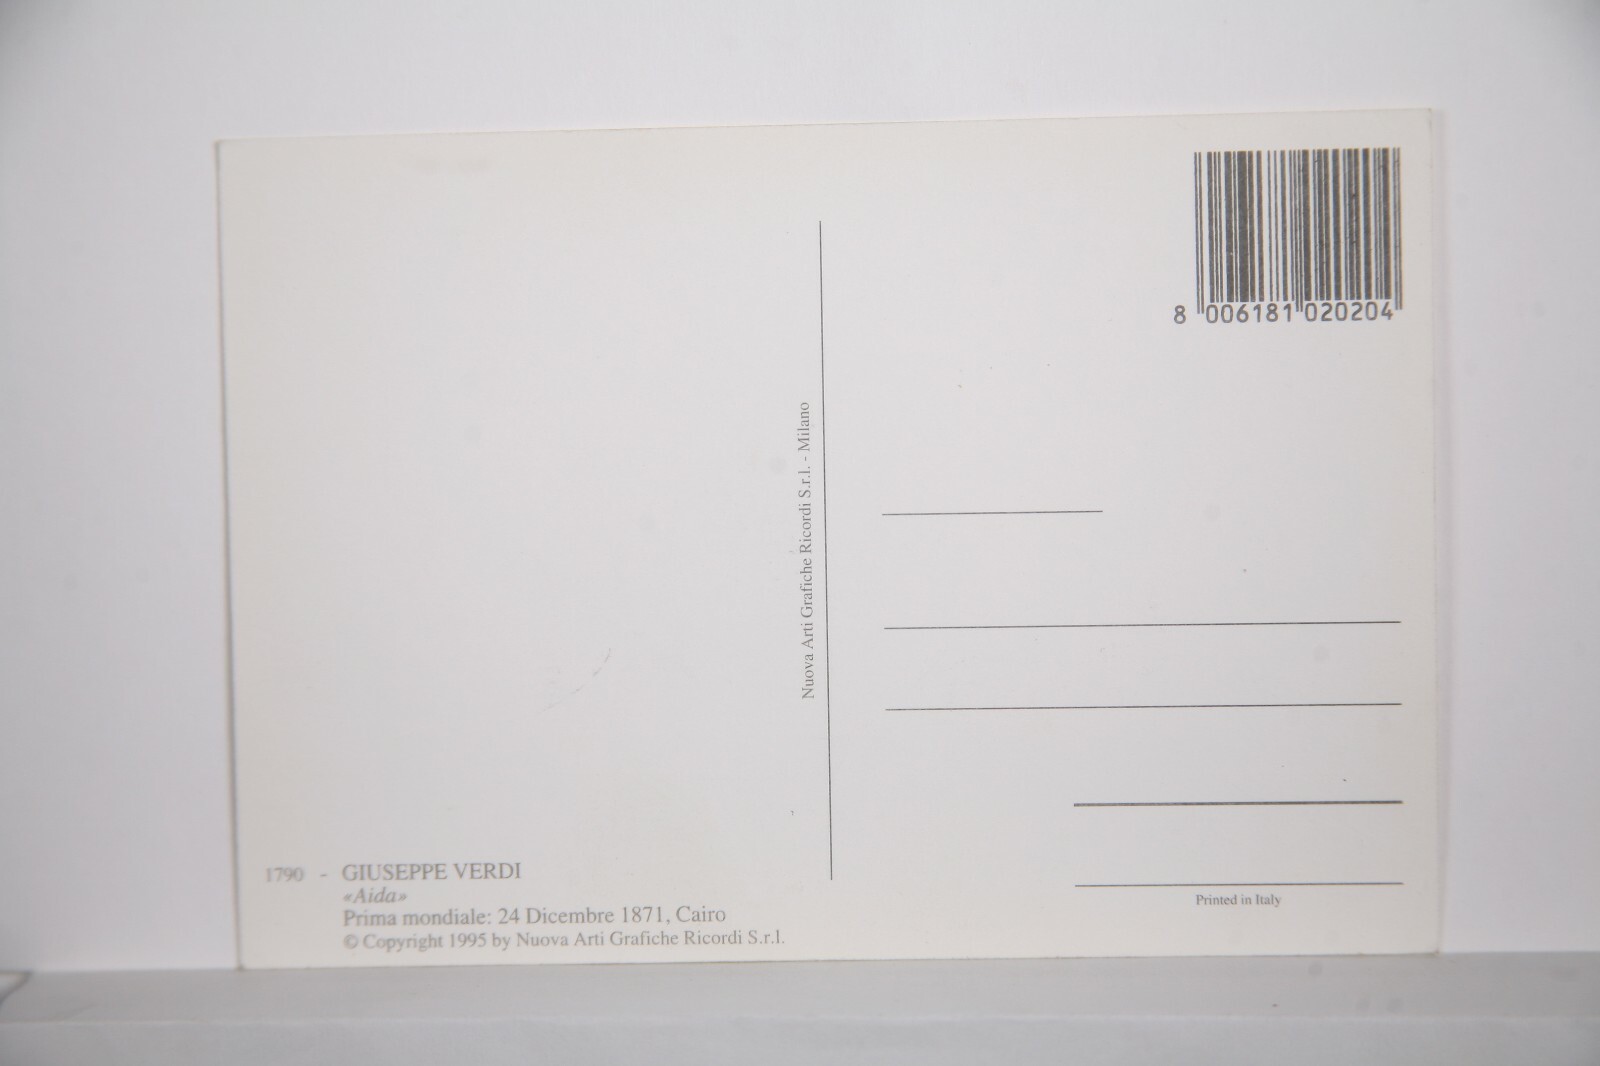 8 006181 020204
Nuova Arti Grafiche Ricordi S.r.l. - Milano
1790 - GIUSEPPE VERDI
«Aida»
Prima mondiale: 24 Dicembre 1871, Cairo
© Copyright 1995 by Nuova Arti Grafiche Ricordi S.r.l.
Printed in Italy